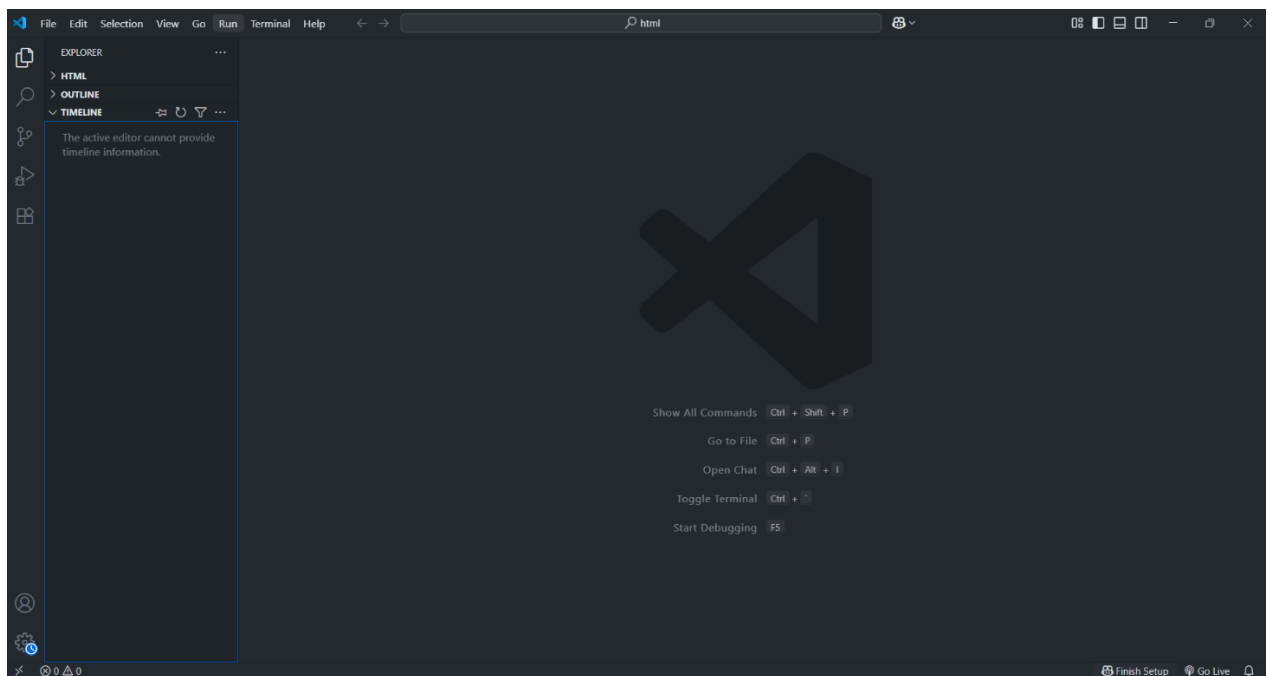 File Edit Selection View Go Run Terminal Help
html
EXPLORER
HTML
OUTLINE
TIMELINE
The active editor cannot provide
timeline information.
Show All Commands Ctrl + Shift + P
Go to File Ctrl + P
Open Chat Ctrl + Alt + I
Toggle Terminal Ctrl + `
Start Debugging F5
0 0 Finish Setup Go Live